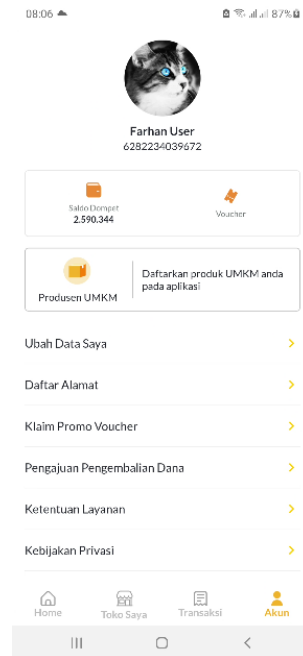 08:06
87%
Farhan User
6282234039672
Saldo Dompet
2.590.344
Voucher
Produsen UMKM
Daftarkan produk UMKM anda
pada aplikasi
Ubah Data Saya
Daftar Alamat
Klaim Promo Voucher
Pengajuan Pengembalian Dana
Ketentuan Layanan
Kebijakan Privasi
Home
Toko Saya
Transaksi
Akun